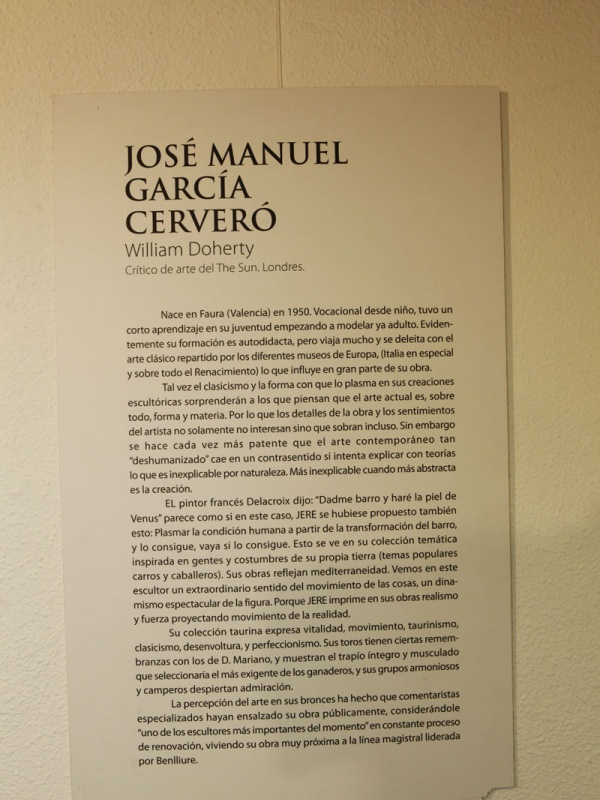 JOSÉ MANUEL
GARCÍA
CERVERÓ
William Doherty
Crítico de arte del The Sun. Londres.
Nace en Faura (Valencia) en 1950. Vocacional desde niño, tuvo un
corto aprendizaje en su juventud empezando a modelar ya adulto. Eviden-
temente su formación es autodidacta, pero viaja mucho y se deleita con el
arte clásico repartido por los diferentes museos de Europa, (Italia en especial
y sobre todo el Renacimiento) lo que influye en gran parte de su obra.
Tal vez el clasicismo y la forma con que lo plasma en sus creaciones
escultóricas sorprenderán a los que piensan que el arte actual es, sobre
todo, forma y materia. Por lo que los detalles de la obra y los sentimientos
del artista no solamente no interesan sino que sobran incluso. Sin embargo
se hace cada vez más patente que el arte contemporáneo tan
"deshumanizado" cae en un contrasentido si intenta explicar con teorías
lo que es inexplicable por naturaleza. Más inexplicable cuando más abstracta
es la creación.
EL pintor francés Delacroix dijo: "Dadme barro y haré la piel de
Venus" parece como si en este caso, JERE se hubiese propuesto también
esto: Plasmar la condición humana a partir de la transformación del barro,
y lo consigue, vaya si lo consigue. Esto se ve en su colección temática
inspirada en gentes y costumbres de su propia tierra (temas populares
carros y caballeros). Sus obras reflejan mediterraneidad. Vemos en este
escultor un extraordinario sentido del movimiento de las cosas, un dina-
mismo espectacular de la figura. Porque JERE imprime en sus obras realismo
y fuerza proyectando movimiento de la realidad.
Su colección taurina expresa vitalidad, movimiento, taurinismo,
clasicismo, desenvoltura, y perfeccionismo. Sus toros tienen ciertas remem-
branzas con los de D. Mariano, y muestran el trapío íntegro y musculado
que seleccionaría el más exigente de los ganaderos, y sus grupos armoniosos
y camperos despiertan admiración.
La percepción del arte en sus bronces ha hecho que comentaristas
especializados hayan ensalzado su obra públicamente, considerándole
"uno de los escultores más importantes del momento" en constante proceso
de renovación, viviendo su obra muy próxima a la línea magistral liderada
por Benlliure.